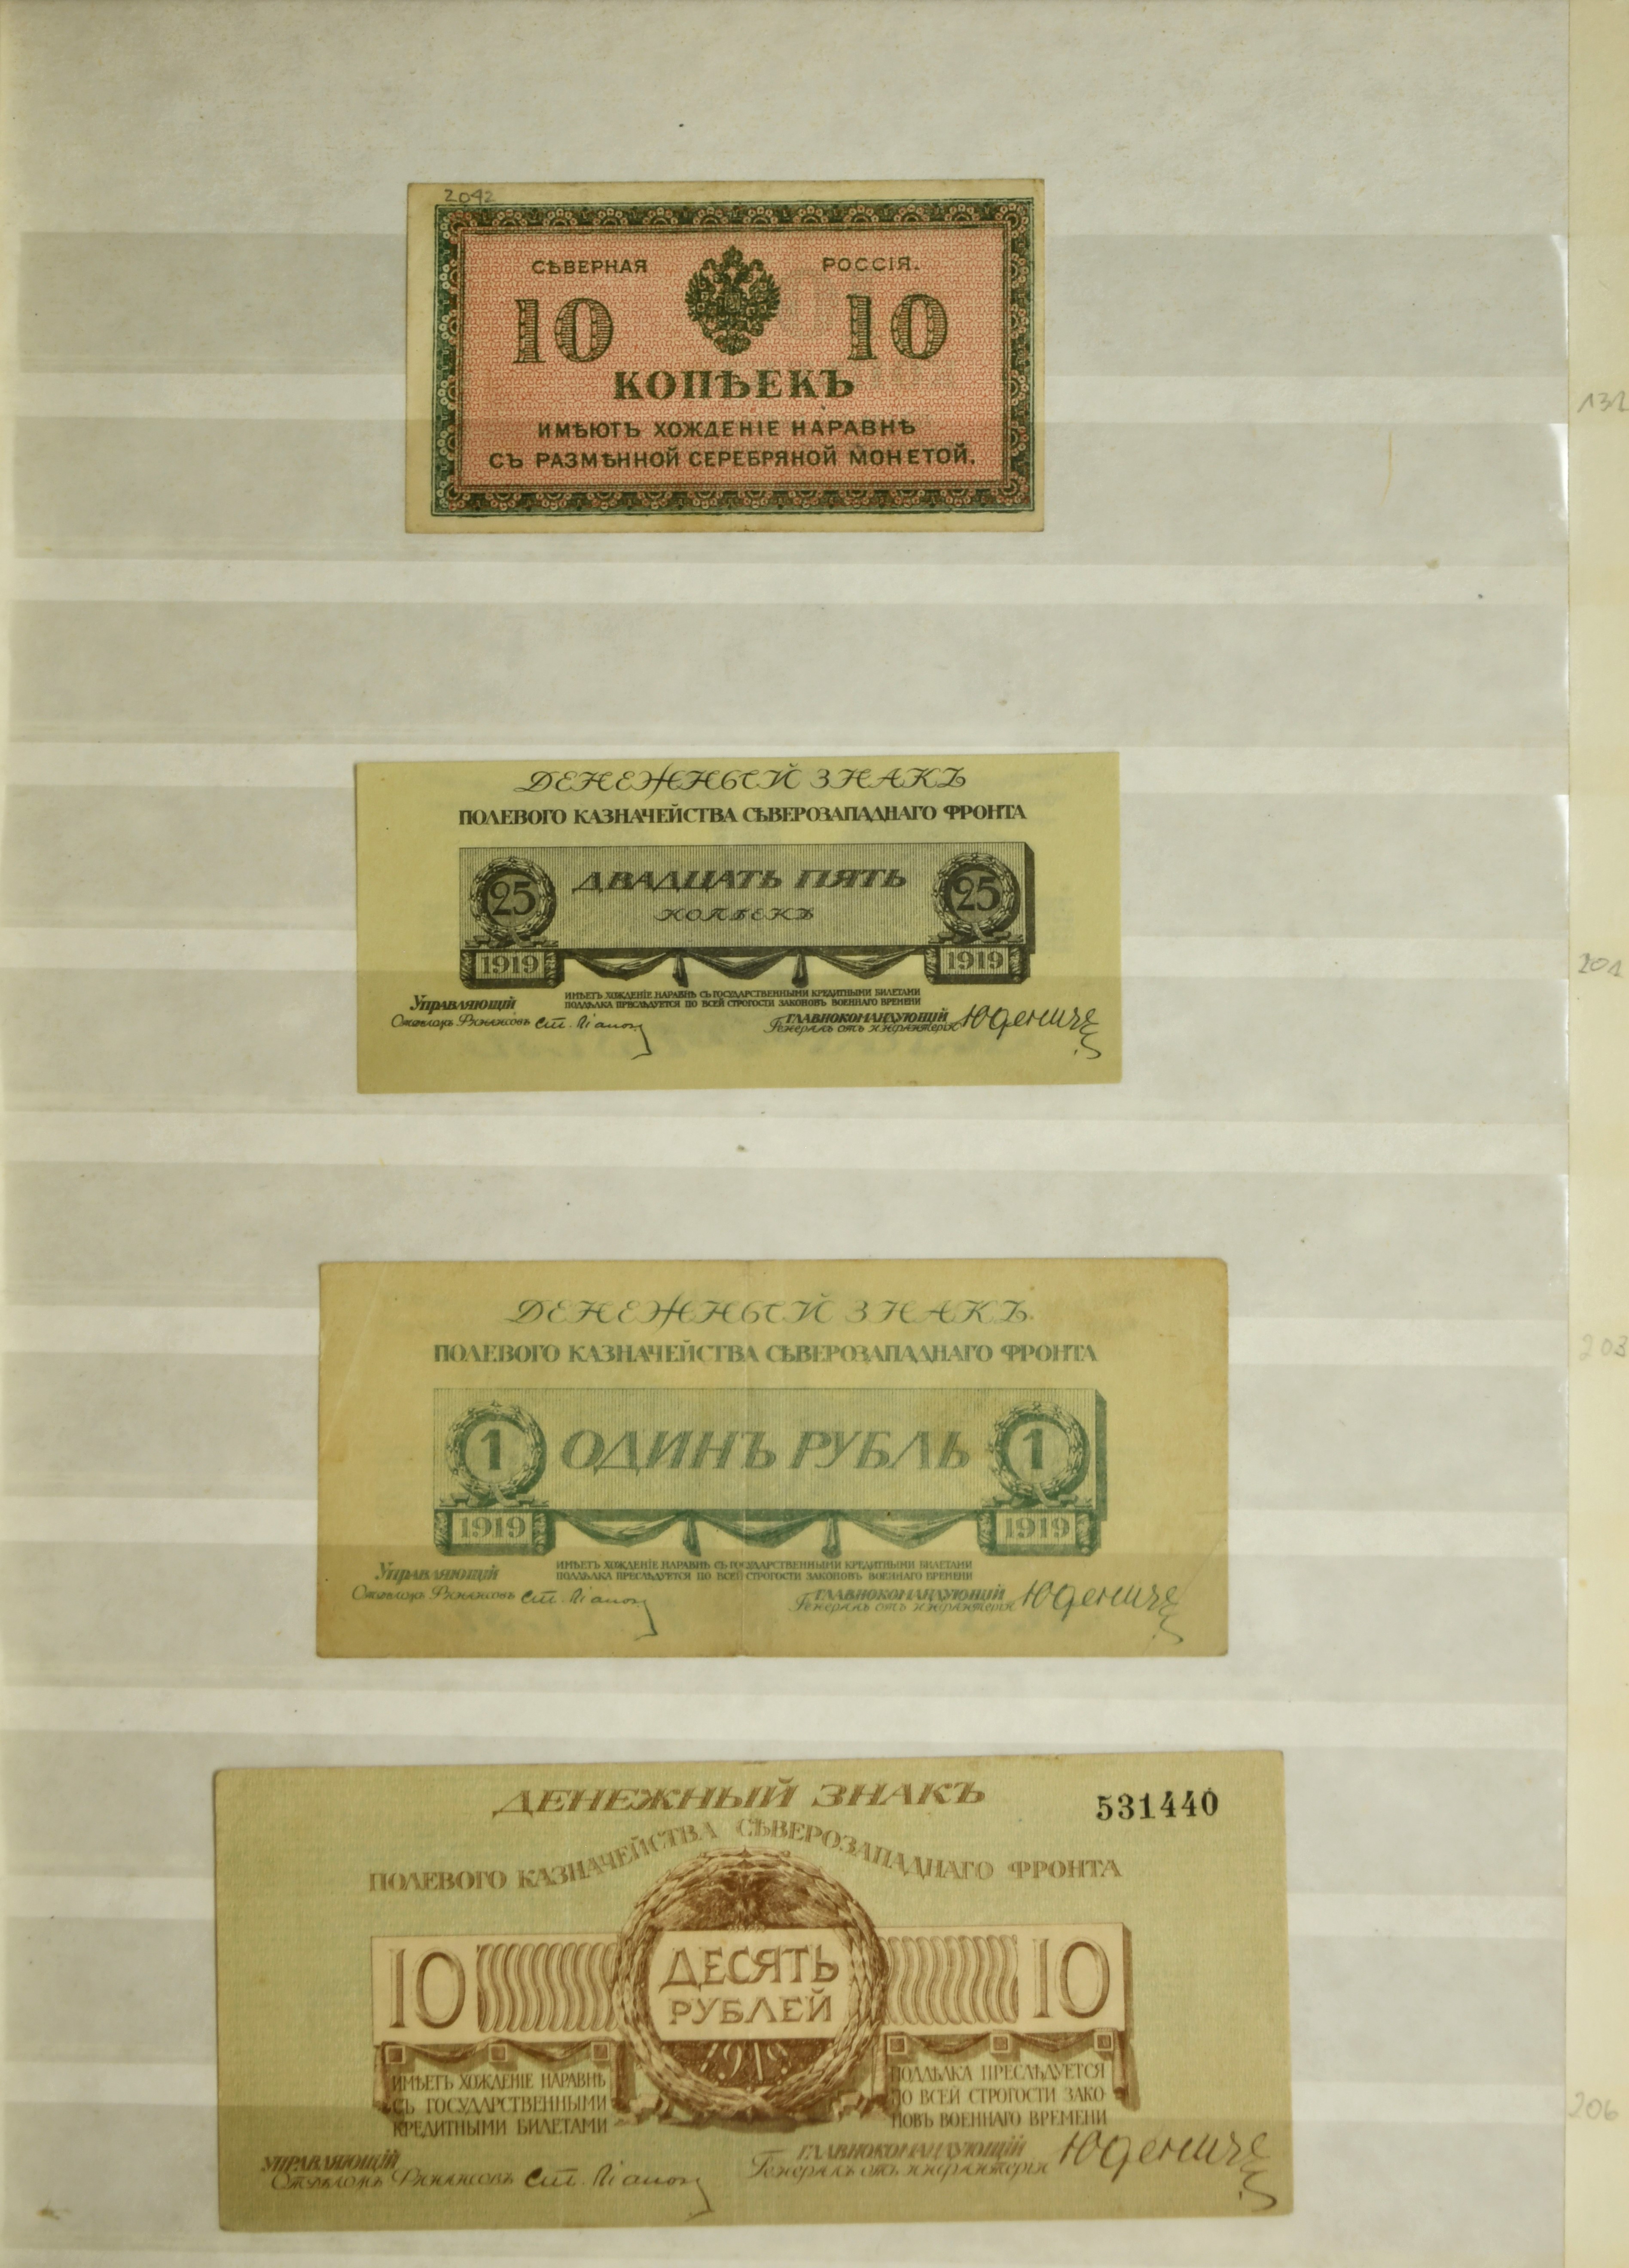 2042
СѢВЕРНАЯ РОССІЯ.
10 10
КОПѢЕКЪ
ИМѢЮТЪ ХОЖДЕНІЕ НАРАВНѢ
СЪ РАЗМѢННОЙ СЕРЕБРЯНОЙ МОНЕТОЙ.
132
ДЕНЕЖНЫЙ ЗНАКЪ
ПОЛЕВОГО КАЗНАЧЕЙСТВА СѢВЕРОЗАПАДНАГО ФРОНТА
25 ДВАДЦАТЬ ПЯТЬ 25
КОПѢЕКЪ
1919 1919
201
ИМѢЕТЪ ХОЖДЕНІЕ НАРАВНѢ СЪ ГОСУДАРСТВЕННЫМИ КРЕДИТНЫМИ БИЛЕТАМИ
ПОДДѢЛКА ПРЕСЛѢДУЕТСЯ ПО ВСЕЙ СТРОГОСТИ ЗАКОНОВЪ ВОЕННАГО ВРЕМЕНИ
УПРАВЛЯЮЩІЙ ГЛАВНОКОМАНДУЮЩІЙ
Отдѣломъ Финансовъ Генералъ отъ инфантеріи Юденичъ
ДЕНЕЖНЫЙ ЗНАКЪ
ПОЛЕВОГО КАЗНАЧЕЙСТВА СѢВЕРОЗАПАДНАГО ФРОНТА
203
1 ОДИНЪ РУБЛЬ 1
1919 1919
ИМѢЕТЪ ХОЖДЕНІЕ НАРАВНѢ СЪ ГОСУДАРСТВЕННЫМИ КРЕДИТНЫМИ БИЛЕТАМИ
ПОДДѢЛКА ПРЕСЛѢДУЕТСЯ ПО ВСЕЙ СТРОГОСТИ ЗАКОНОВЪ ВОЕННАГО ВРЕМЕНИ
УПРАВЛЯЮЩІЙ ГЛАВНОКОМАНДУЮЩІЙ
Отдѣломъ Финансовъ Генералъ отъ инфантеріи Юденичъ
ДЕНЕЖНЫЙ ЗНАКЪ
531440
ПОЛЕВОГО КАЗНАЧЕЙСТВА СѢВЕРОЗАПАДНАГО ФРОНТА
10 ДЕСЯТЬ 10
РУБЛЕЙ
1919
ИМѢЕТЪ ХОЖДЕНІЕ НАРАВНѢ
СЪ ГОСУДАРСТВЕННЫМИ
КРЕДИТНЫМИ БИЛЕТАМИ
ПОДДѢЛКА ПРЕСЛѢДУЕТСЯ
ПО ВСЕЙ СТРОГОСТИ ЗАКО-
НОВЪ ВОЕННАГО ВРЕМЕНИ
206
УПРАВЛЯЮЩІЙ ГЛАВНОКОМАНДУЮЩІЙ
Отдѣломъ Финансовъ Генералъ отъ инфантеріи Юденичъ